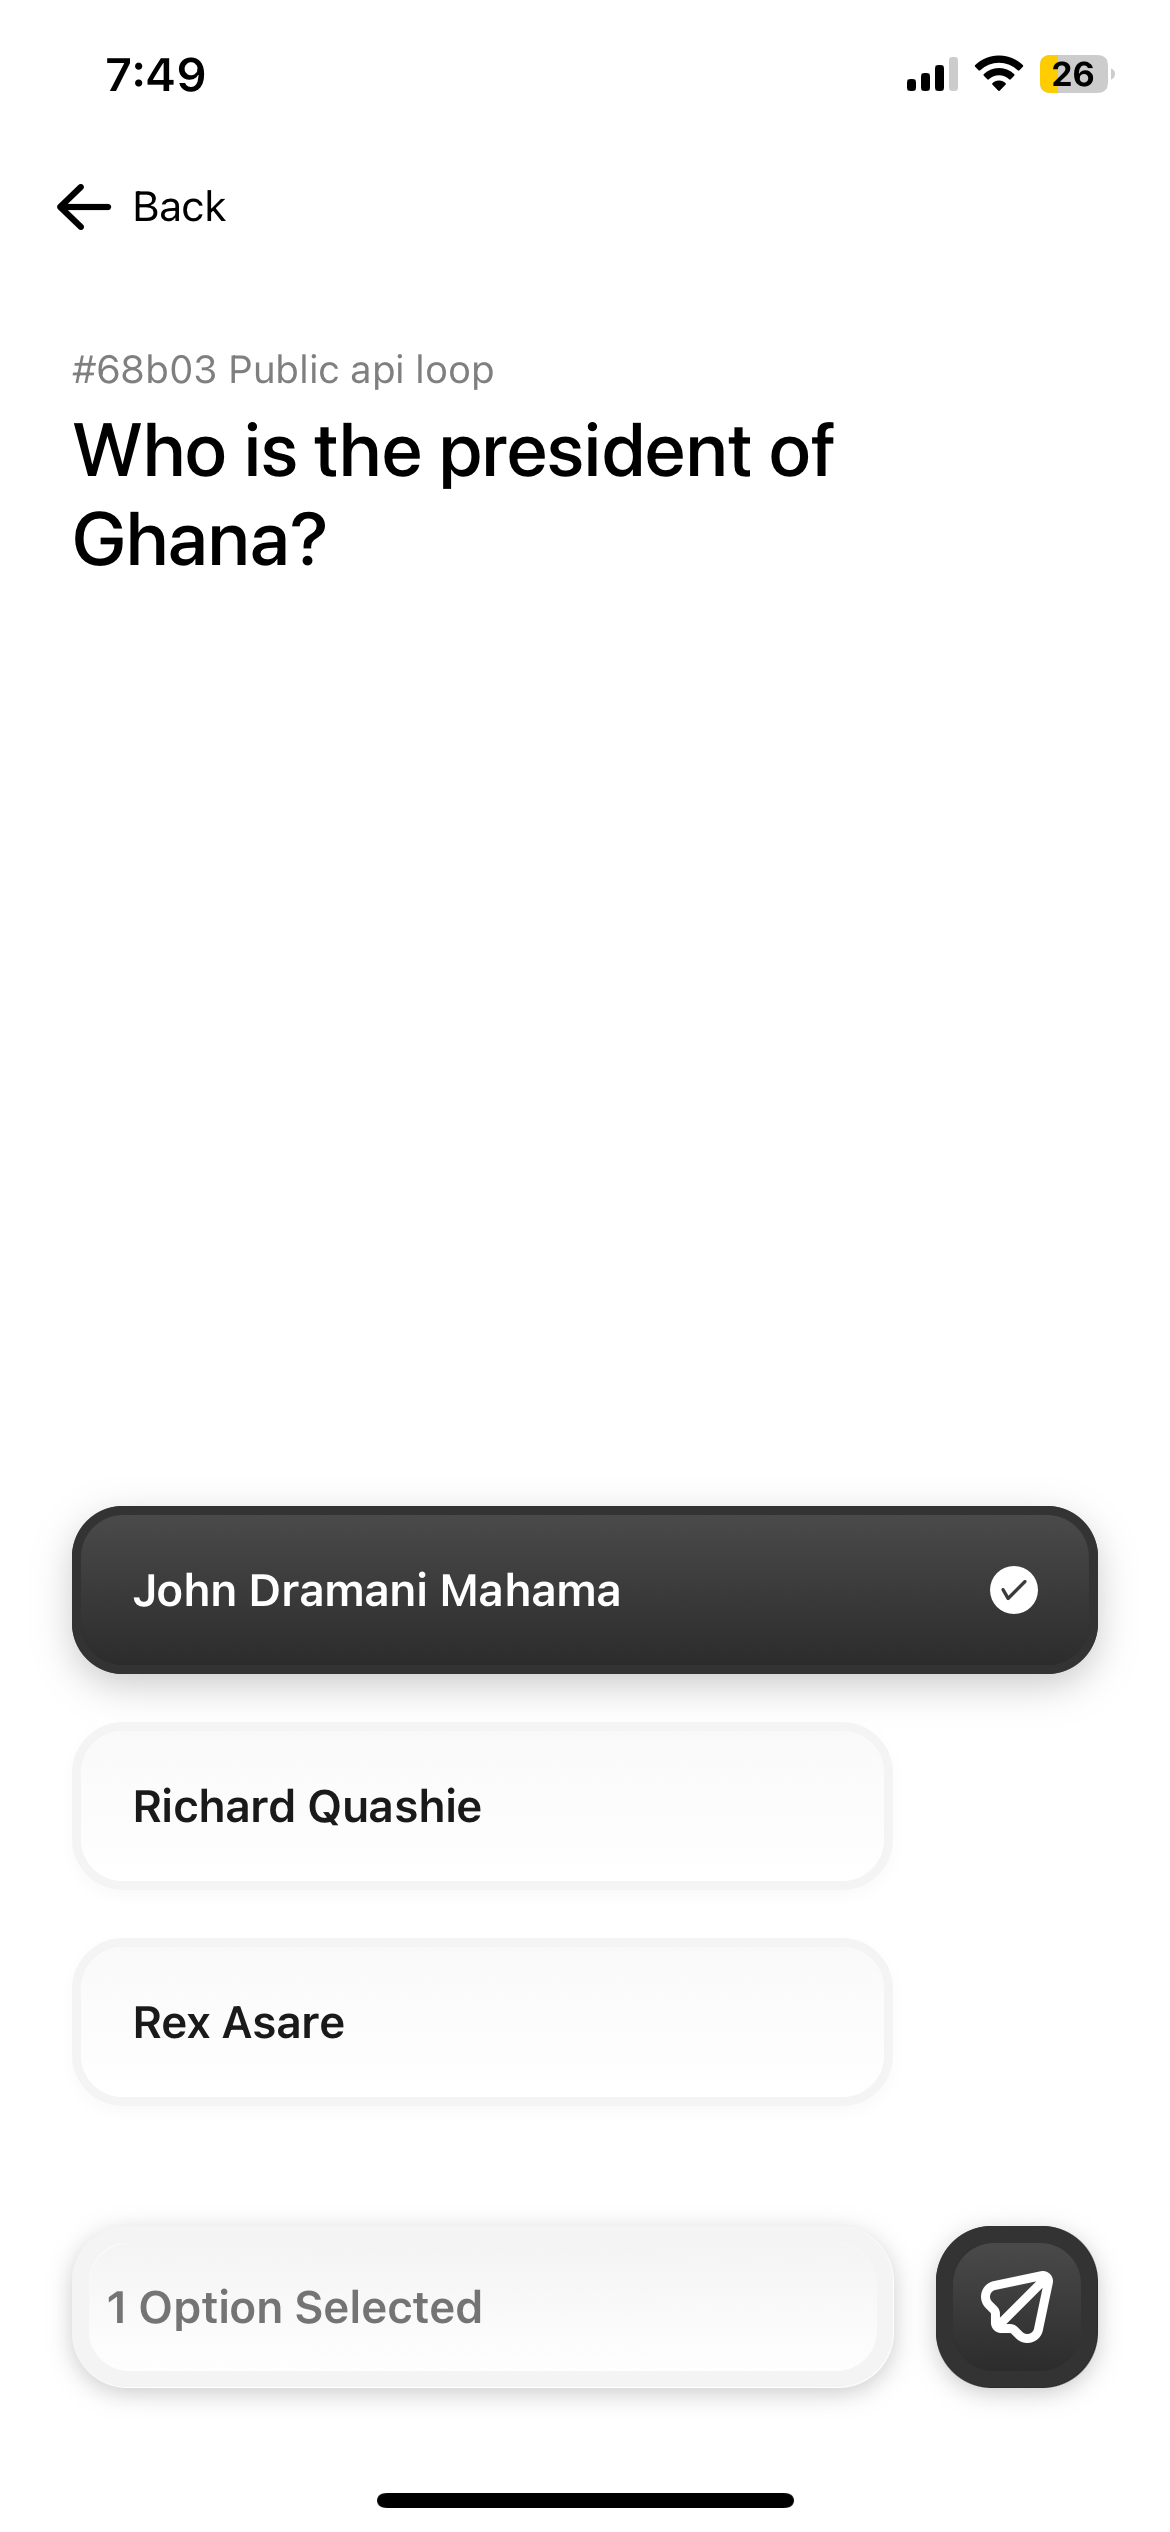 7:49
26
Back
#68b03 Public api loop
Who is the president of
Ghana?
John Dramani Mahama
Richard Quashie
Rex Asare
1 Option Selected